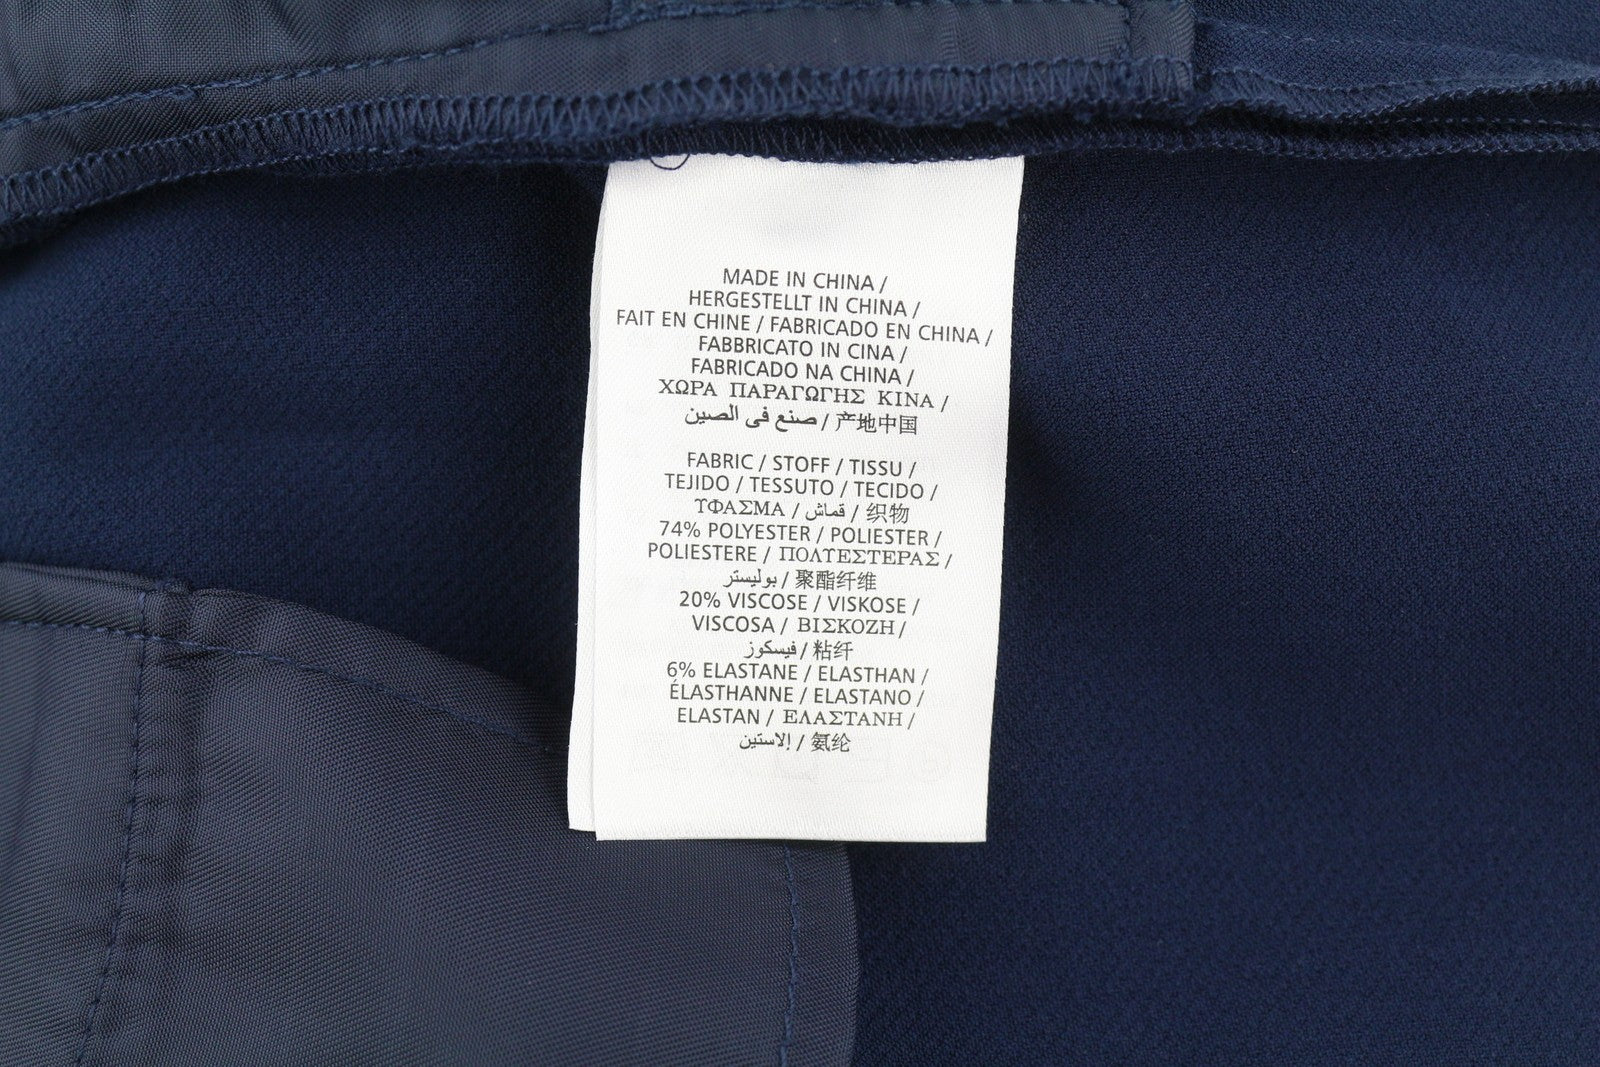 MADE IN CHINA /
HERGESTELLT IN CHINA /
FAIT EN CHINE / FABRICADO EN CHINA /
FABBRICATO IN CINA /
FABRICADO NA CHINA /
ΧΩΡΑ ΠΑΡΑΓΩΓΗΣ ΚΙΝΑ /
صنع فى الصين / 产地中国
FABRIC / STOFF / TISSU /
TEJIDO / TESSUTO / TECIDO /
ΥΦΑΣΜΑ / قماش / 织物
74% POLYESTER / POLIESTER /
POLIESTERE / ΠΟΛΥΕΣΤΕΡΑΣ /
بوليستر / 聚酯纤维
20% VISCOSE / VISKOSE /
VISCOSA / ΒΙΣΚΟΖΗ /
فيسكوز / 粘纤
6% ELASTANE / ELASTHAN /
ÉLASTHANNE / ELASTANO /
ELASTAN / ΕΛΑΣΤΑΝΗ /
إلاستين / 氨纶